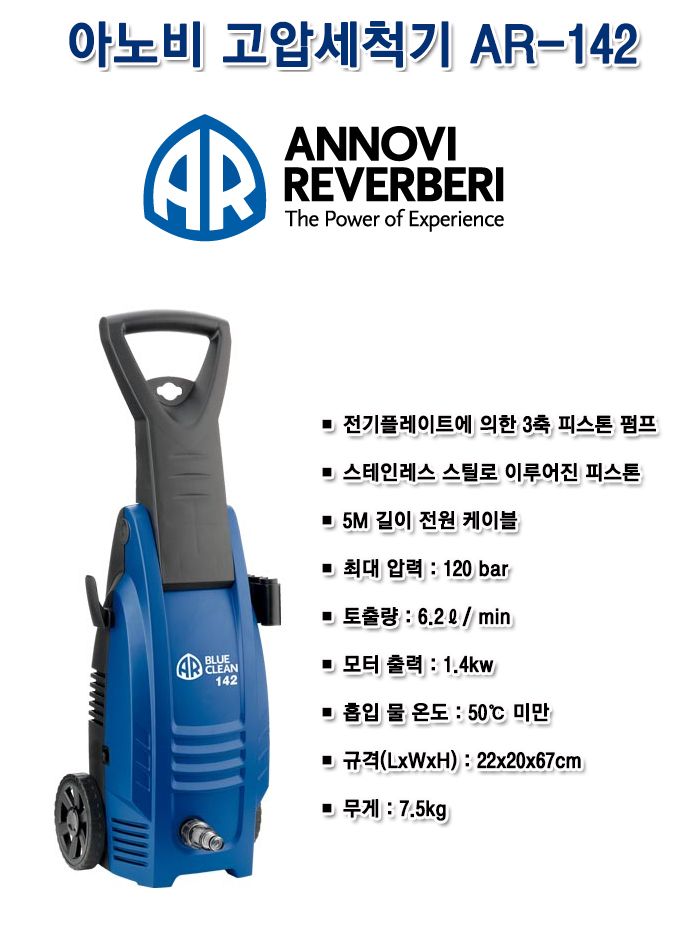 아노비 고압세척기 AR-142
AR
ANNOVI
REVERBERI
The Power of Experience
■ 전기플레이트에 의한 3축 피스톤 펌프
■ 스테인레스 스틸로 이루어진 피스톤
■ 5M 길이 전원 케이블
■ 최대 압력 : 120 bar
■ 토출량 : 6.2ℓ / min
■ 모터 출력 : 1.4kw
■ 흡입 물 온도 : 50℃ 미만
■ 규격(LxWxH) : 22x20x67cm
■ 무게 : 7.5kg
AR BLUE
CLEAN
142